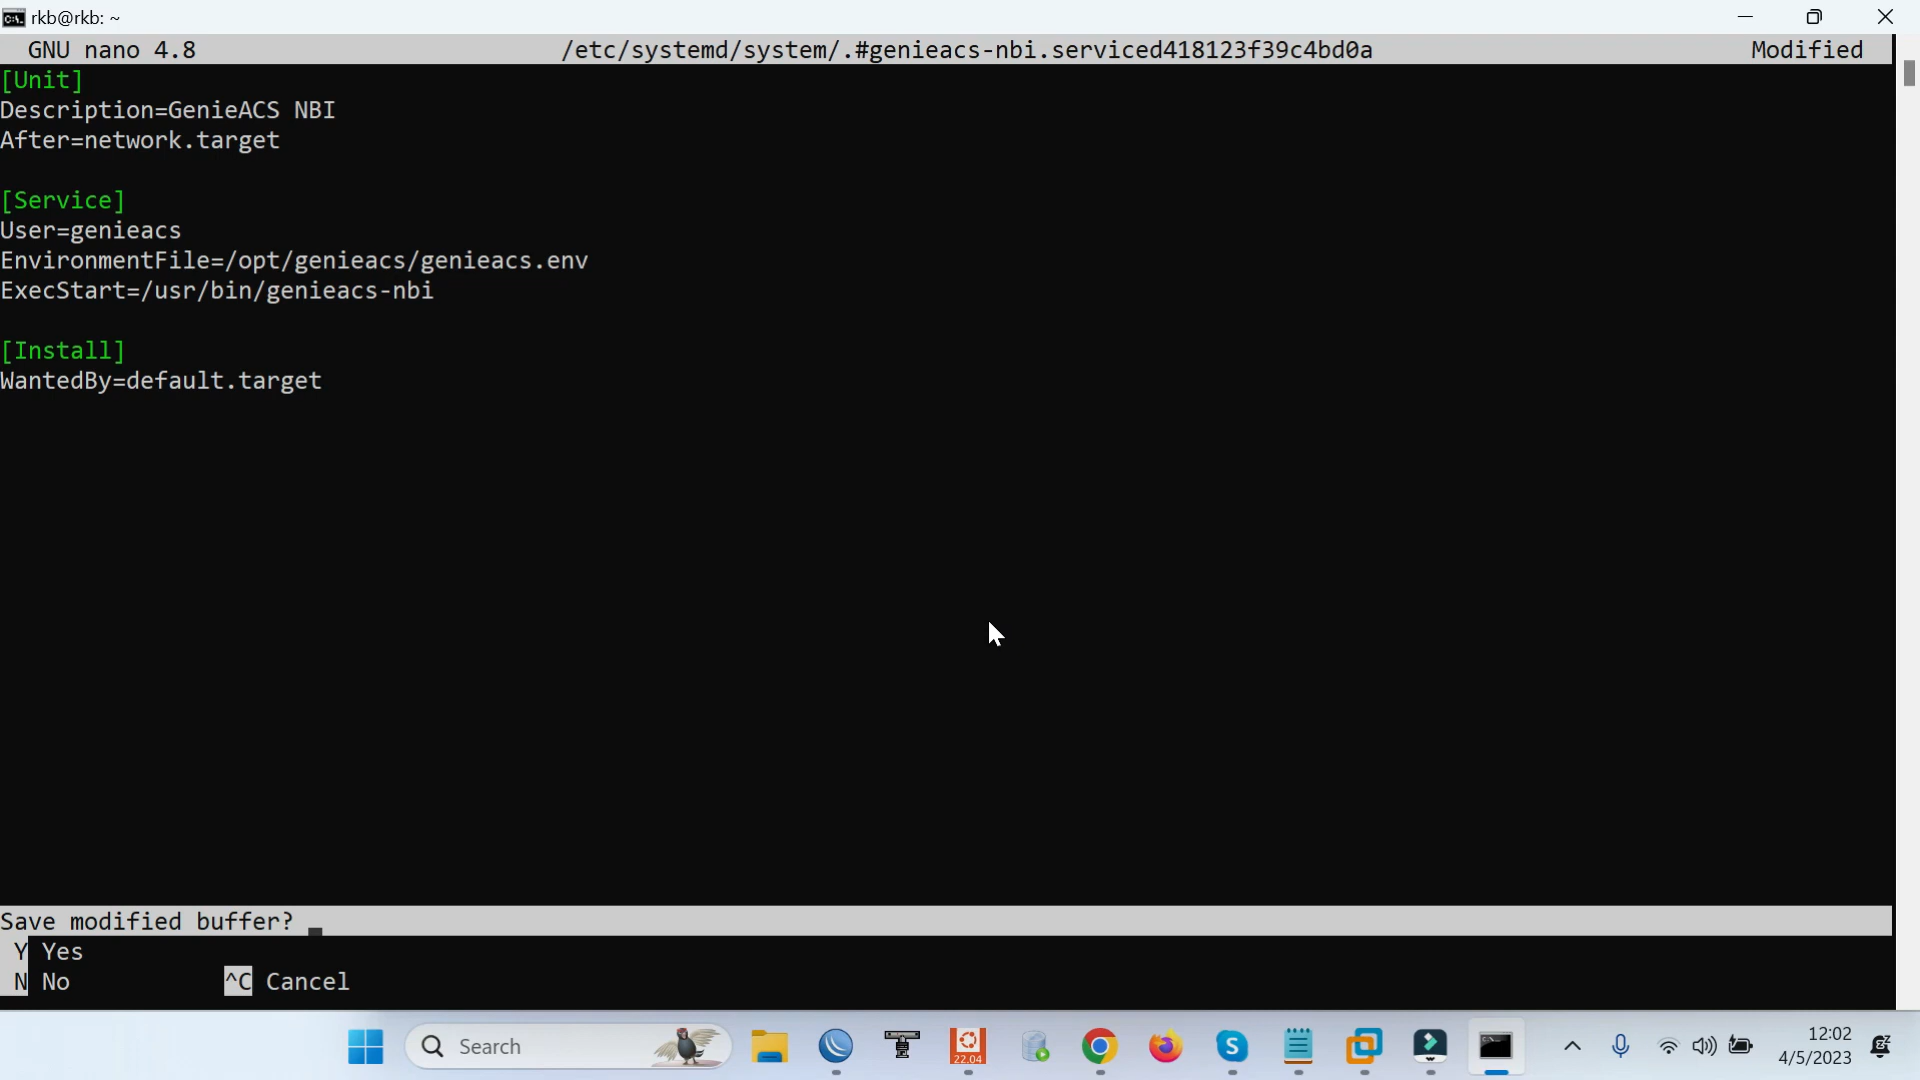 rkb@rkb: ~
GNU nano 4.8 /etc/systemd/system/.#genieacs-nbi.serviced418123f39c4bd0a Modified
[Unit]
Description=GenieACS NBI
After=network.target
[Service]
User=genieacs
EnvironmentFile=/opt/genieacs/genieacs.env
ExecStart=/usr/bin/genieacs-nbi
[Install]
WantedBy=default.target
Save modified buffer?
Y Yes
N No ^C Cancel
Search
22.04
12:02
4/5/2023